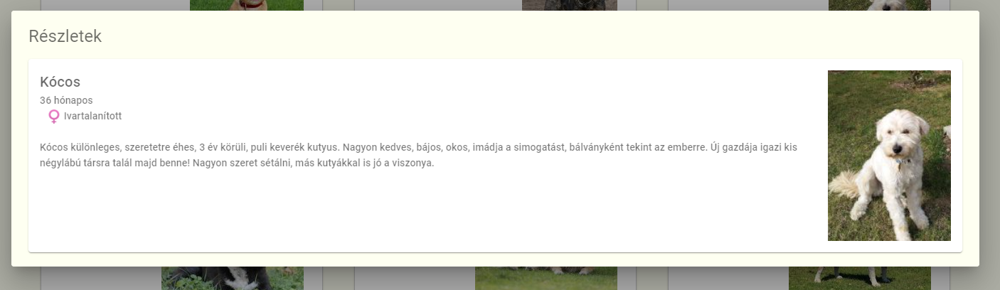 Részletek
Kócos
36 hónapos
Ivartalanított
Kócos különleges, szeretetre éhes, 3 év körüli, puli keverék kutyus. Nagyon kedves, bájos, okos, imádja a simogatást, bálványként tekint az emberre. Új gazdája igazi kis
négylábú társra talál majd benne! Nagyon szeret sétálni, más kutyákkal is jó a viszonya.